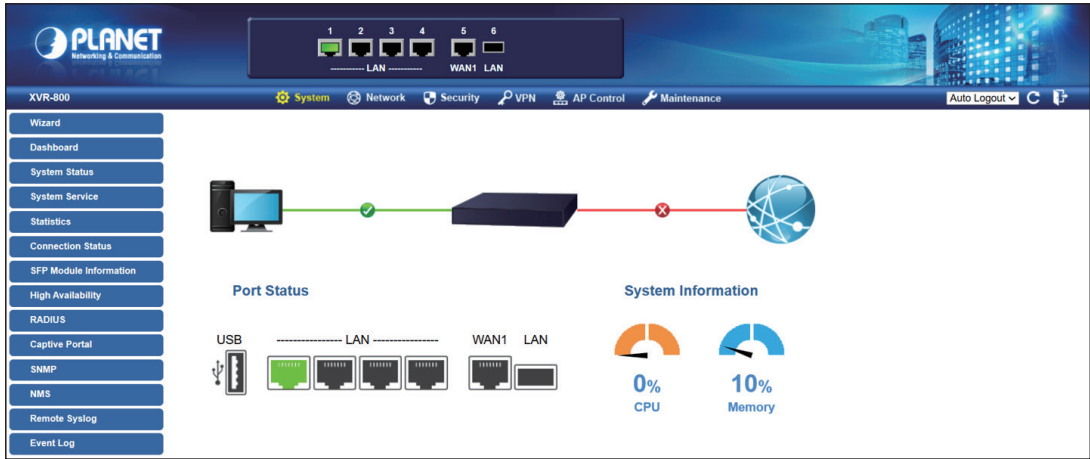 PLANET
Networking & Communication
1 2 3 4 5 6
----------- LAN ----------- WAN1 LAN
XVR-800
System Network Security VPN AP Control Maintenance Auto Logout
Wizard
Dashboard
System Status
System Service
Statistics
Connection Status
SFP Module Information
High Availability
RADIUS
Captive Portal
SNMP
NMS
Remote Syslog
Event Log
Port Status
USB ---------------- LAN ---------------- WAN1 LAN
System Information
0% 10%
CPU Memory